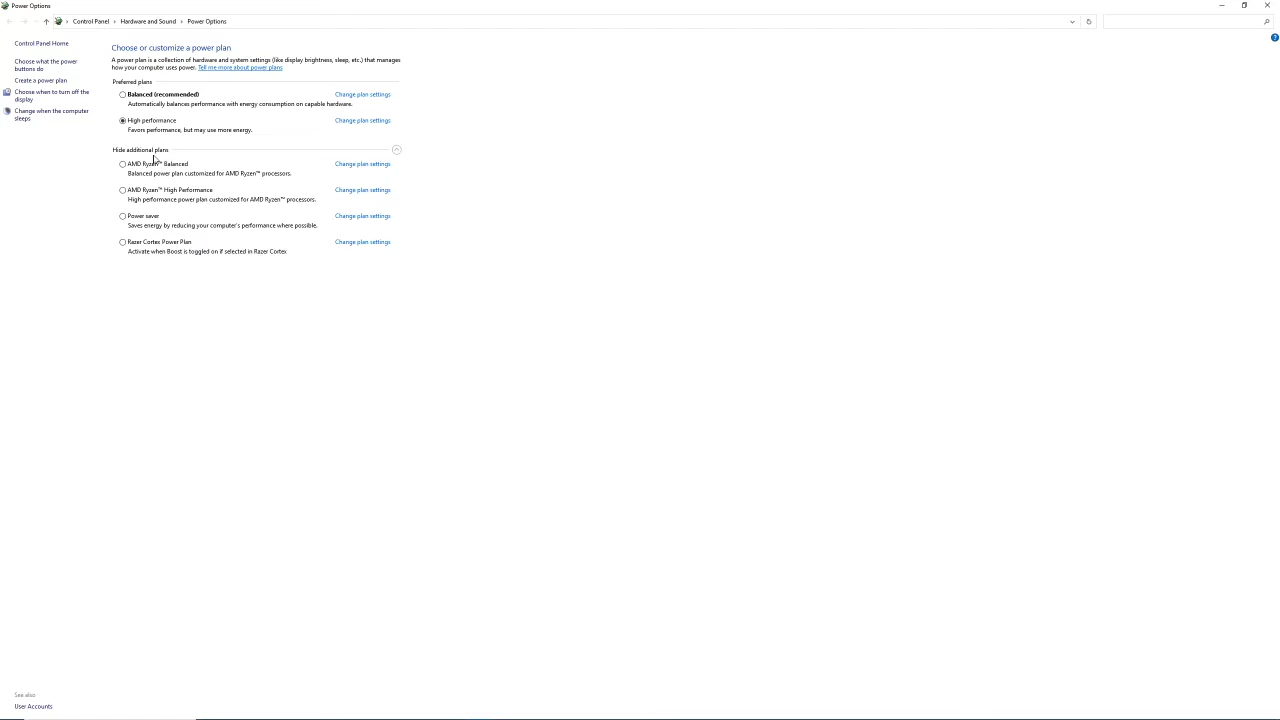 Power Options
Control Panel › Hardware and Sound › Power Options
Control Panel Home
Choose what the power
buttons do
Create a power plan
Choose when to turn off the
display
Change when the computer
sleeps
Choose or customize a power plan
A power plan is a collection of hardware and system settings (like display brightness, sleep, etc.) that manages
how your computer uses power. Tell me more about power plans
Preferred plans
Balanced (recommended) Change plan settings
Automatically balances performance with energy consumption on capable hardware.
High performance Change plan settings
Favors performance, but may use more energy.
Hide additional plans
AMD Ryzen™ Balanced Change plan settings
Balanced power plan customized for AMD Ryzen™ processors.
AMD Ryzen™ High Performance Change plan settings
High performance power plan customized for AMD Ryzen™ processors.
Power saver Change plan settings
Saves energy by reducing your computer's performance where possible.
Razer Cortex Power Plan Change plan settings
Activate when Boost is toggled on if selected in Razer Cortex
See also
User Accounts